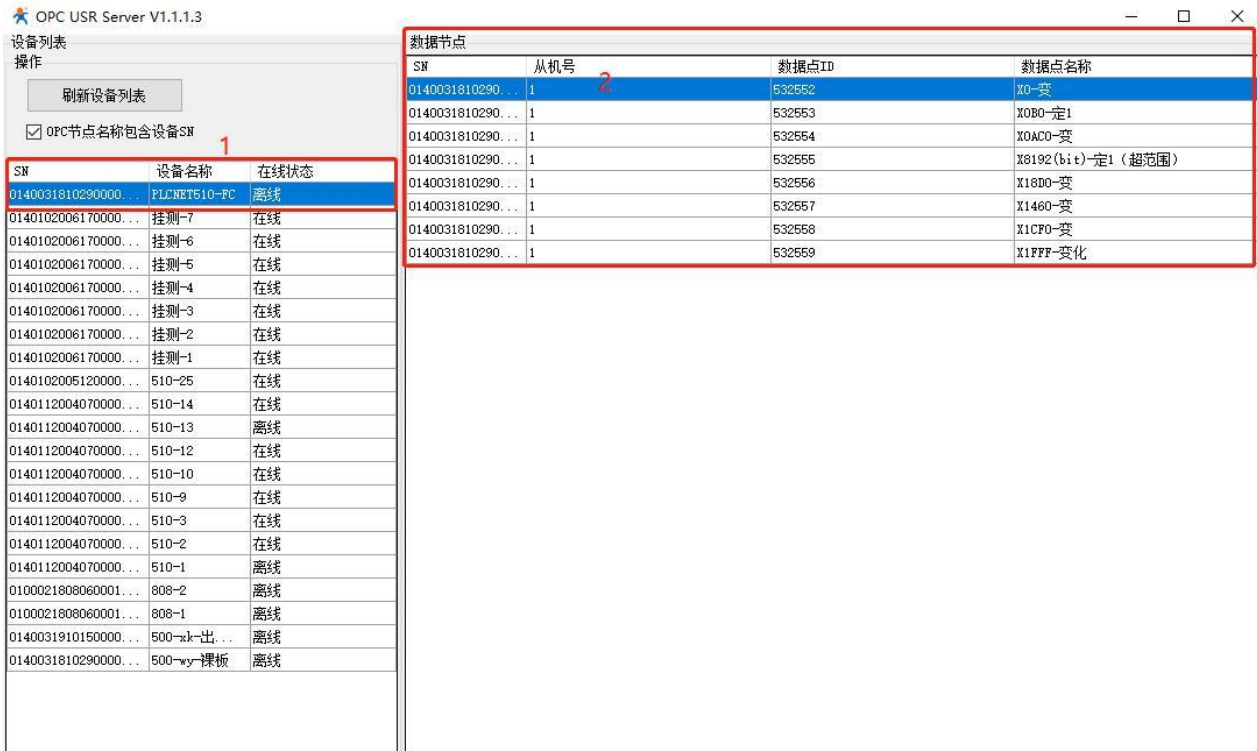 OPC USR Server V1.1.1.3
设备列表
操作
刷新设备列表
OPC节点名称包含设备SN
1
SN 设备名称 在线状态
0140031810290000... PLCNET510-FC 离线
0140102006170000... 挂测-7 在线
0140102006170000... 挂测-6 在线
0140102006170000... 挂测-5 在线
0140102006170000... 挂测-4 在线
0140102006170000... 挂测-3 在线
0140102006170000... 挂测-2 在线
0140102006170000... 挂测-1 在线
0140102005120000... 510-25 在线
0140112004070000... 510-14 在线
0140112004070000... 510-13 离线
0140112004070000... 510-12 在线
0140112004070000... 510-10 在线
0140112004070000... 510-9 在线
0140112004070000... 510-3 在线
0140112004070000... 510-2 在线
0140112004070000... 510-1 离线
0100021808060001... 808-2 离线
0100021808060001... 808-1 离线
0140031910150000... 500-xk-出... 离线
0140031810290000... 500-wy-裸板 离线
数据节点
SN 从机号 数据点ID 数据点名称
2
0140031810290... 1 532552 X0-变
0140031810290... 1 532553 X0B0-定1
0140031810290... 1 532554 X0AC0-变
0140031810290... 1 532555 X8192(bit)-定1（超范围）
0140031810290... 1 532556 X18D0-变
0140031810290... 1 532557 X1460-变
0140031810290... 1 532558 X1CF0-变
0140031810290... 1 532559 X1FFF-变化